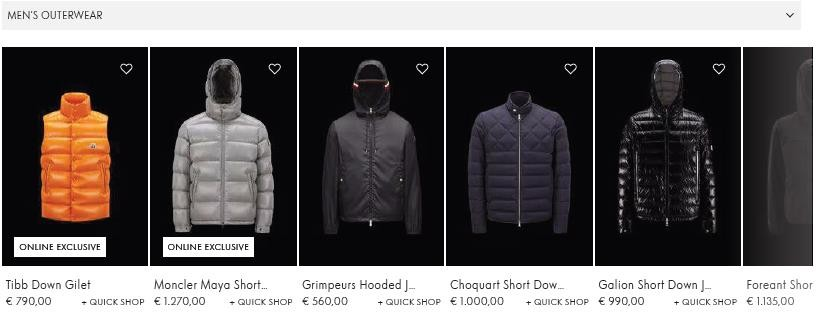 MEN'S OUTERWEAR
ONLINE EXCLUSIVE
ONLINE EXCLUSIVE
Tibb Down Gilet
€ 790,00 + QUICK SHOP
Moncler Maya Short...
€ 1.270,00 + QUICK SHOP
Grimpeurs Hooded J...
€ 560,00 + QUICK SHOP
Choquart Short Dow...
€ 1.000,00 + QUICK SHOP
Galion Short Down J...
€ 990,00 + QUICK SHOP
Foreant Shor
€ 1.135,00